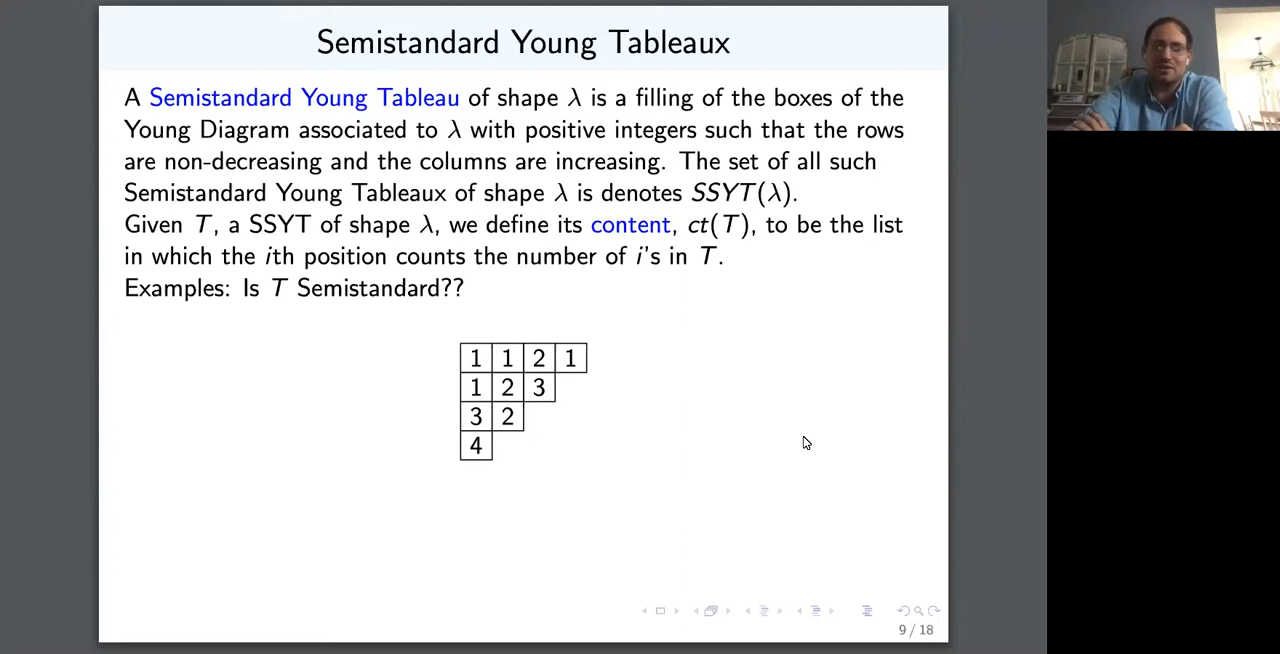 Semistandard Young Tableaux
A Semistandard Young Tableau of shape λ is a filling of the boxes of the
Young Diagram associated to λ with positive integers such that the rows
are non-decreasing and the columns are increasing. The set of all such
Semistandard Young Tableaux of shape λ is denotes SSYT(λ).
Given T, a SSYT of shape λ, we define its content, ct(T), to be the list
in which the ith position counts the number of i's in T.
Examples: Is T Semistandard??
1 1 2 1
1 2 3
3 2
4
9 / 18